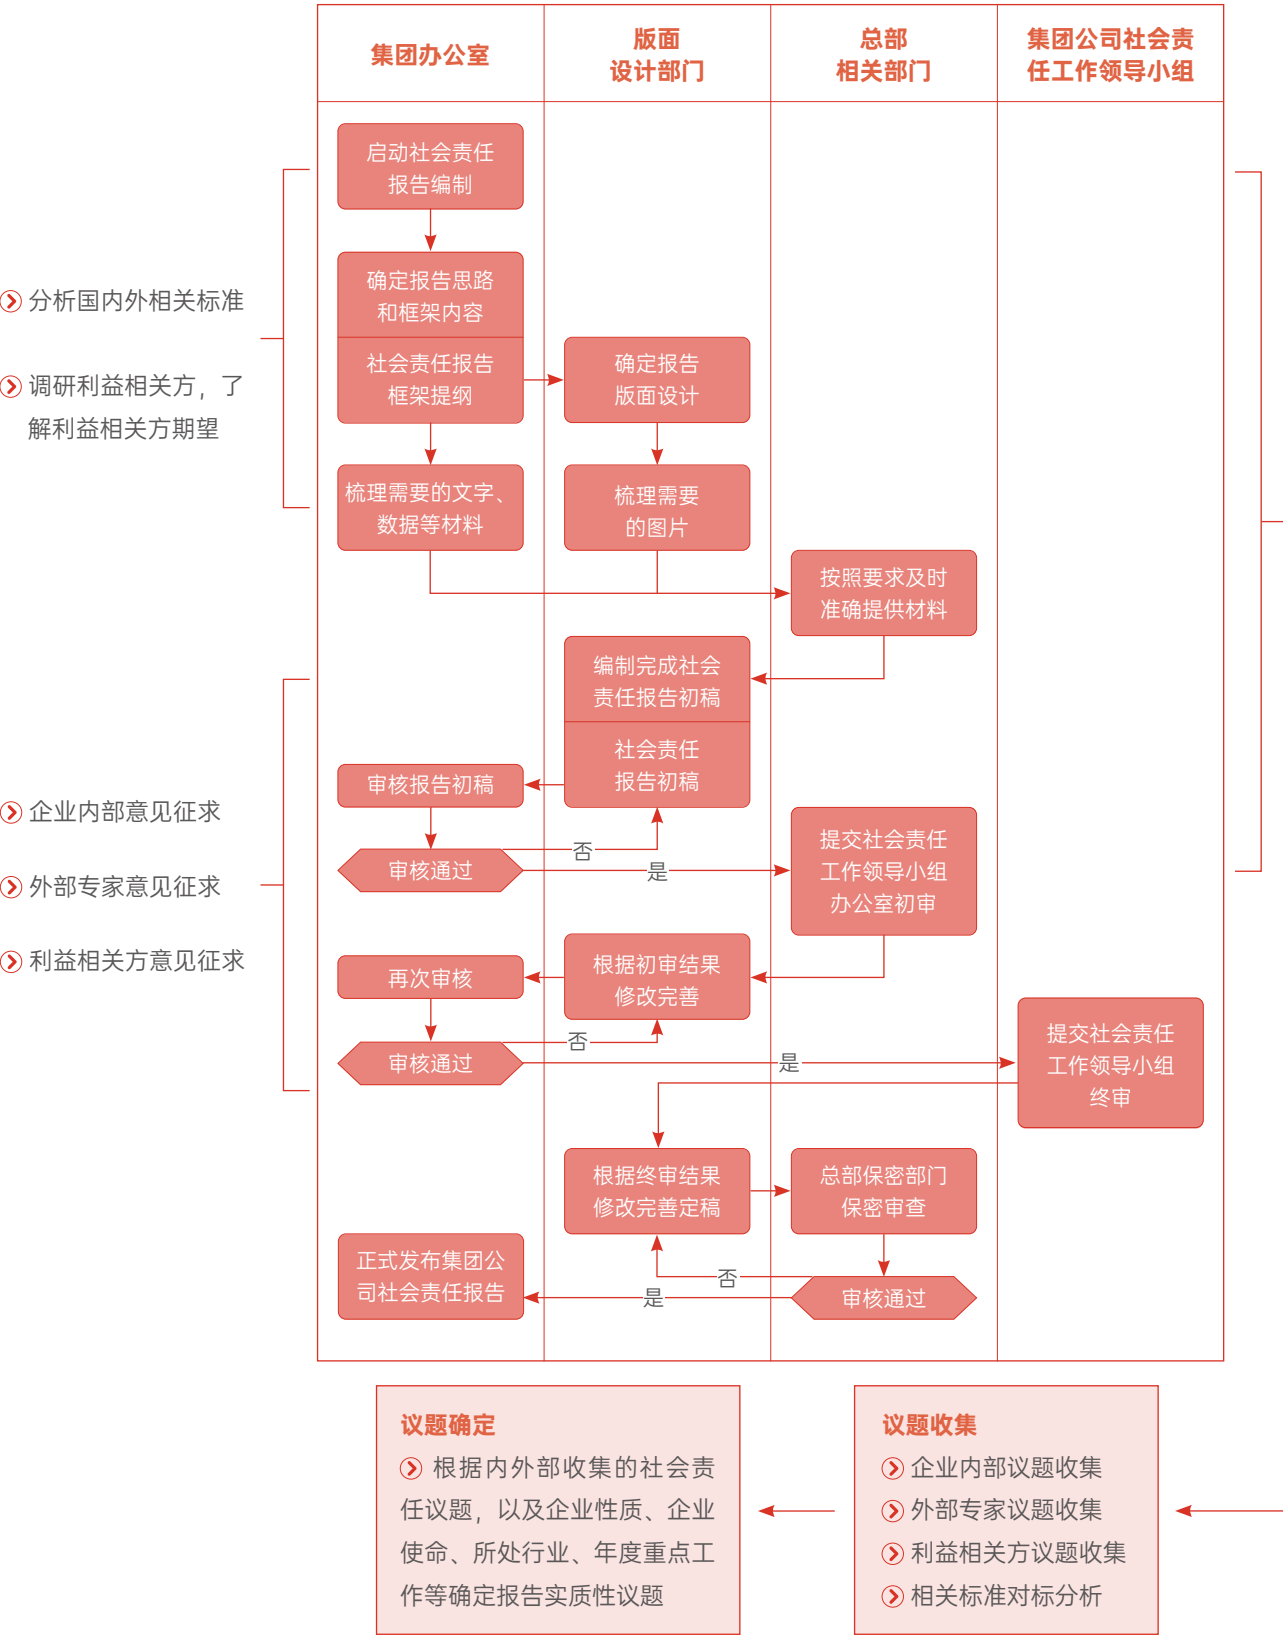 集团办公室
版面
设计部门
总部
相关部门
集团公司社会责
任工作领导小组
启动社会责任
报告编制
确定报告思路
和框架内容
社会责任报告
框架提纲
确定报告
版面设计
梳理需要的文字、
数据等材料
梳理需要
的图片
按照要求及时
准确提供材料
编制完成社会
责任报告初稿
社会责任
报告初稿
审核报告初稿
审核通过
否
是
提交社会责任
工作领导小组
办公室初审
根据初审结果
修改完善
再次审核
审核通过
否
是
提交社会责任
工作领导小组
终审
根据终审结果
修改完善定稿
总部保密部门
保密审查
正式发布集团公
司社会责任报告
否
是
审核通过
分析国内外相关标准
调研利益相关方，了
解利益相关方期望
企业内部意见征求
外部专家意见征求
利益相关方意见征求
议题确定
根据内外部收集的社会责
任议题，以及企业性质、企业
使命、所处行业、年度重点工
作等确定报告实质性议题
议题收集
企业内部议题收集
外部专家议题收集
利益相关方议题收集
相关标准对标分析